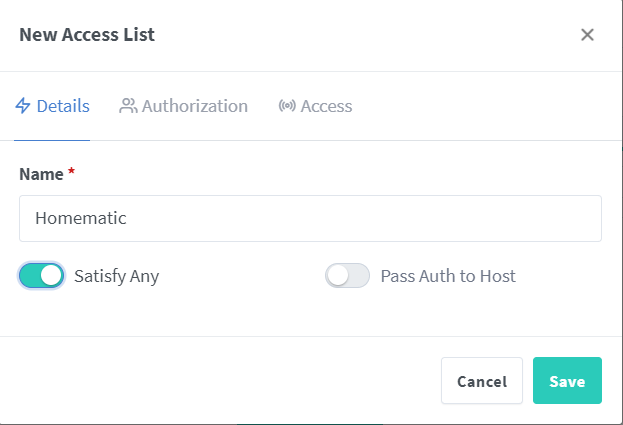 New Access List
Details Authorization Access
Name *
Homematic
Satisfy Any Pass Auth to Host
Cancel Save